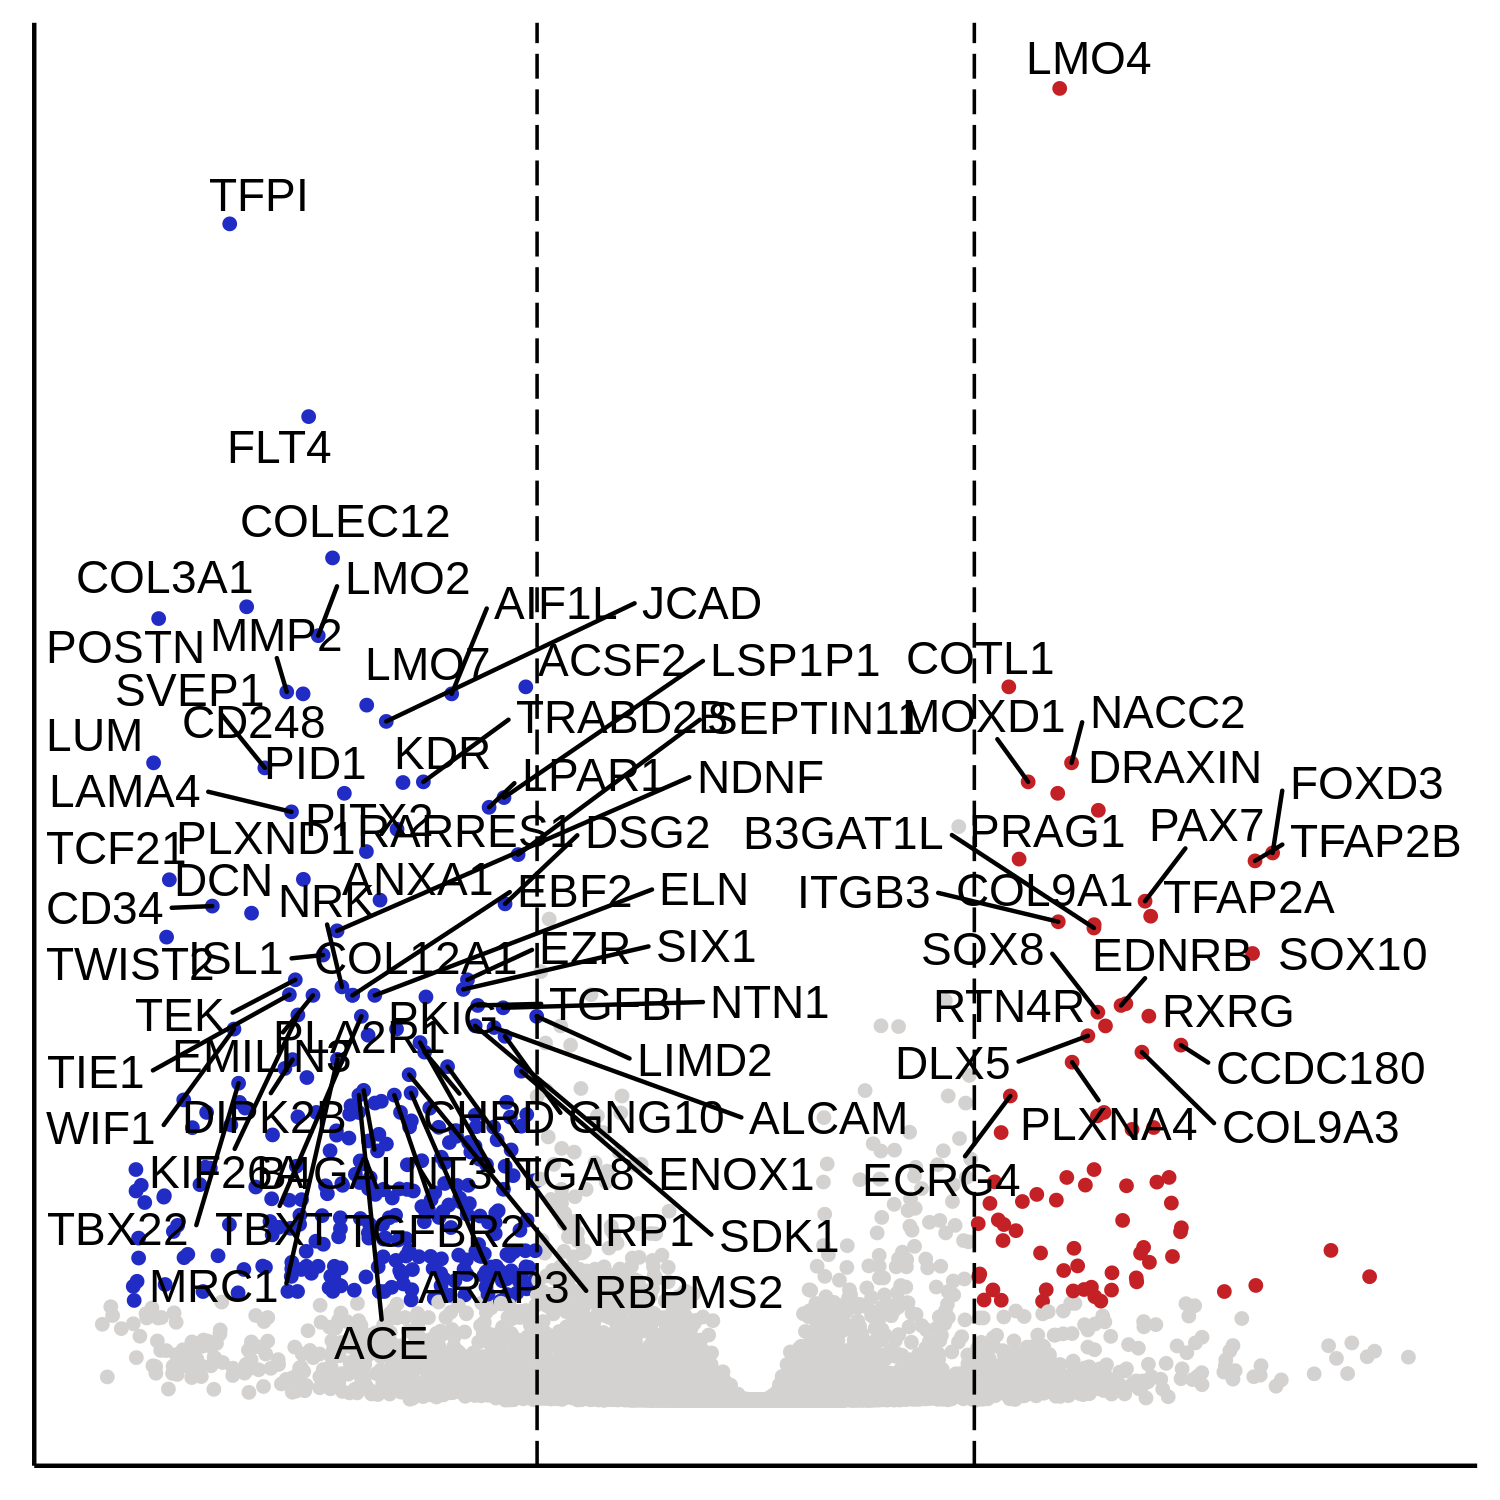 LMO4
TFPI
FLT4
COLEC12
COL3A1
LMO2
AIF1L
JCAD
POSTN
MMP2
LMO7
ACSF2
LSP1P1
COTL1
SVEP1
CD248
TRABD2B
SEPTIN11
MOXD1
NACC2
LUM
PID1
KDR
LPAR1
NDNF
DRAXIN
FOXD3
LAMA4
PITX2
TCF21
PLXND1
RARRES1
DSG2
B3GAT1L
PRAG1
PAX7
TFAP2B
DCN
NRK
ANXA1
EBF2
ELN
ITGB3
COL9A1
TFAP2A
CD34
TWIST2
ISL1
COL12A1
EZR
SIX1
SOX8
EDNRB
SOX10
TEK
PLA2R1
PKIG
TGFBI
NTN1
RTN4R
RXRG
TIE1
EMILIN3
LIMD2
DLX5
CCDC180
WIF1
DIPK2B
CHRD
GNG10
ALCAM
PLXNA4
COL9A3
KIF26A
B4GALNT3
ITGA8
ENOX1
ECRG4
TBX22
TBXT
TGFBR2
NRP1
SDK1
MRC1
ARAP3
RBPMS2
ACE